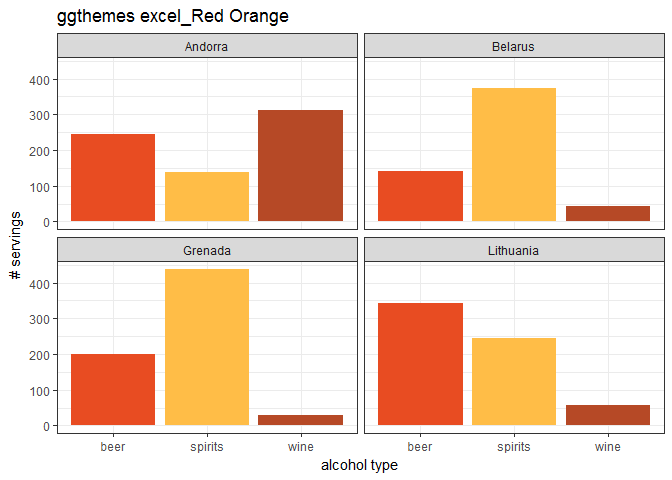 ggthemes excel_Red Orange
Andorra
Belarus
400
300
200
100
0
# servings
Grenada
Lithuania
400
300
200
100
0
beer
spirits
wine
beer
spirits
wine
alcohol type